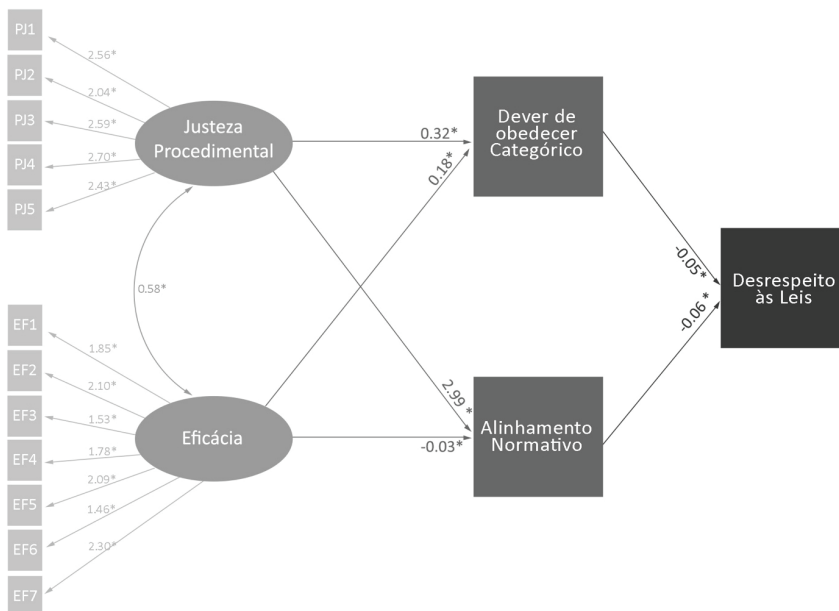 PJ1
PJ2
PJ3
PJ4
PJ5
2.56*
2.04*
2.59*
2.70*
2.43*
Justeza
Procedimental
0.32*
0.18*
Dever de
obedecer
Categórico
0.58*
-0.05*
-0.06 *
Desrespeito
às Leis
EF1
EF2
EF3
EF4
EF5
EF6
EF7
1.85*
2.10*
1.53*
1.78*
2.09*
1.46*
2.30*
Eficácia
2.99 *
-0.03*
Alinhamento
Normativo